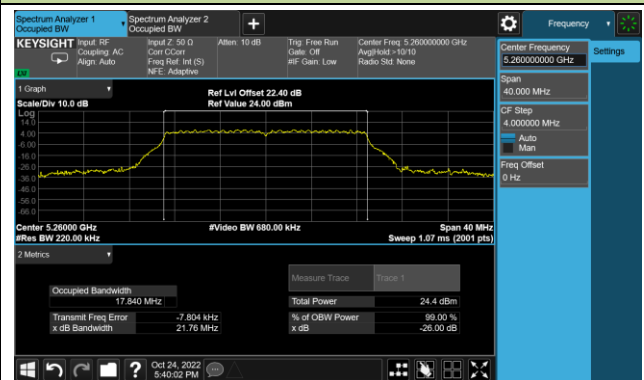 Spectrum Analyzer 1
Occupied BW
Spectrum Analyzer 2
Occupied BW
Frequency
KEYSIGHT
Input: RF
Coupling: AC
Align: Auto
Input Z: 50 Ω
Corr CCorr
Freq Ref: Int (S)
NFE: Adaptive
Atten: 10 dB
Trig: Free Run
Gate: Off
#IF Gain: Low
Center Freq: 5.260000000 GHz
Avg|Hold:>10/10
Radio Std: None
Center Frequency
5.260000000 GHz
Settings
Span
40.000 MHz
CF Step
4.000000 MHz
Auto
Man
Freq Offset
0 Hz
1 Graph
Scale/Div 10.0 dB
Ref Lvl Offset 22.40 dB
Ref Value 24.00 dBm
Log
14.0
4.00
-6.00
-16.0
-26.0
-36.0
-46.0
-56.0
-66.0
Center 5.26000 GHz
#Video BW 680.00 kHz
Span 40 MHz
#Res BW 220.00 kHz
Sweep 1.07 ms (2001 pts)
2 Metrics
Measure Trace
Trace 1
Occupied Bandwidth
17.840 MHz
Total Power
24.4 dBm
Transmit Freq Error
-7.804 kHz
% of OBW Power
99.00 %
x dB Bandwidth
21.76 MHz
x dB
-26.00 dB
Oct 24, 2022
5:40:02 PM